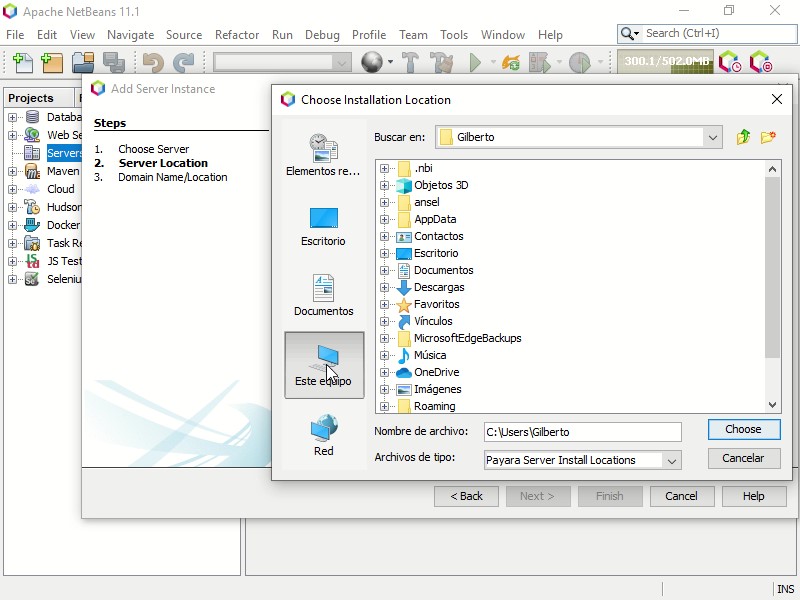 Apache NetBeans 11.1
File Edit View Navigate Source Refactor Run Debug Profile Team Tools Window Help
Search (Ctrl+I)
300.1/502.0MB
Projects
Databa
Web Se
Servers
Maven
Cloud
Hudson
Docker
Task Re
JS Test
Seleniu
Add Server Instance
Steps
1. Choose Server
2. Server Location
3. Domain Name/Location
Choose Installation Location
Buscar en: Gilberto
Elementos re...
Escritorio
Documentos
Este equipo
Red
.nbi
Objetos 3D
ansel
AppData
Contactos
Escritorio
Documentos
Descargas
Favoritos
Vínculos
MicrosoftEdgeBackups
Música
OneDrive
Imágenes
Roaming
Nombre de archivo: C:\Users\Gilberto Choose
Archivos de tipo: Payara Server Install Locations Cancelar
< Back Next > Finish Cancel Help
INS